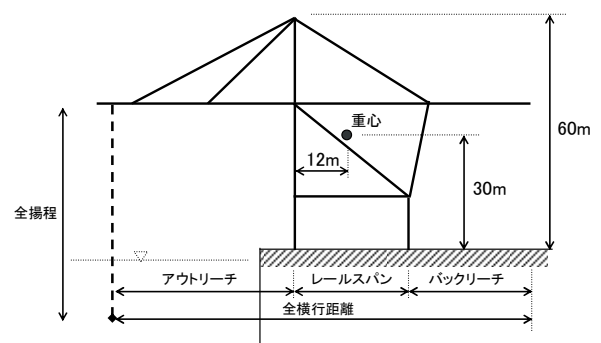 重心
60m
12m
30m
全揚程
アウトリーチ
レールスパン
バックリーチ
全横行距離